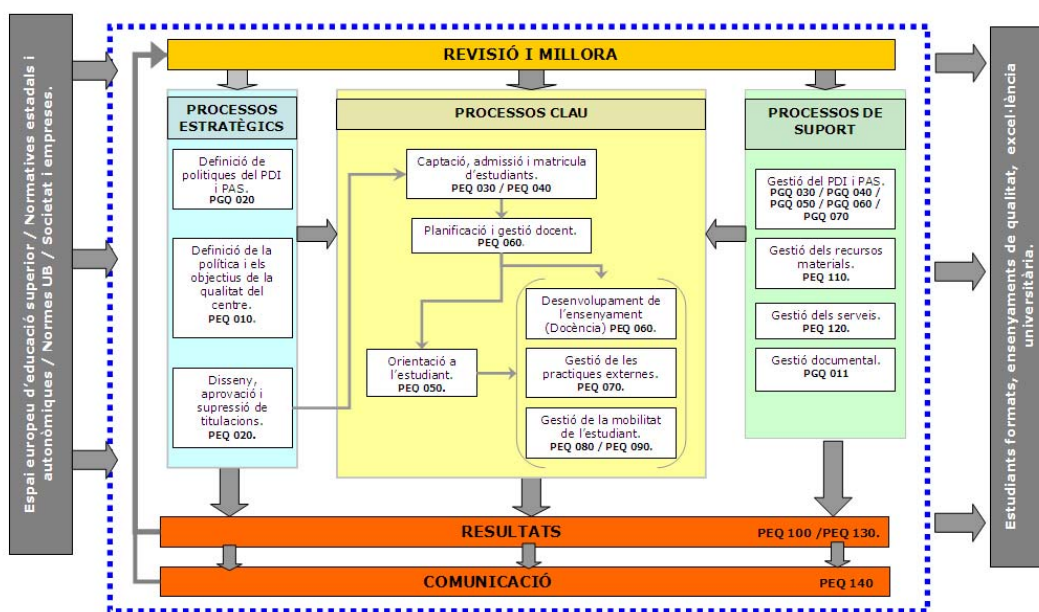 Espai europeu d'educació superior / Normatives estadals i
autonòmiques / Normes UB / Societat i empreses.
REVISIÓ I MILLORA
PROCESSOS
ESTRATÈGICS
Definició de
politiques del PDI
i PAS.
PGQ 020
Definició de la
política i els
objectius de la
qualitat del
centre.
PEQ 010.
Disseny,
aprovació i
supressió de
titulacions.
PEQ 020.
PROCESSOS CLAU
Captació, admissió i matricula
d'estudiants.
PEQ 030 / PEQ 040
Planificació i gestió docent.
PEQ 060.
Desenvolupament de
l'ensenyament
(Docència) PEQ 060.
Orientació a
l'estudiant.
PEQ 050.
Gestió de les
practiques externes.
PEQ 070.
Gestió de la mobilitat
de l'estudiant.
PEQ 080 / PEQ 090.
PROCESSOS DE
SUPORT
Gestió del PDI i PAS.
PGQ 030 / PGQ 040 /
PGQ 050 / PGQ 060 /
PGQ 070
Gestió dels recursos
materials.
PEQ 110.
Gestió dels serveis.
PEQ 120.
Gestió documental.
PGQ 011
RESULTATS PEQ 100 /PEQ 130.
COMUNICACIÓ PEQ 140
Estudiants formats, ensenyaments de qualitat, excel·lència
universitària.